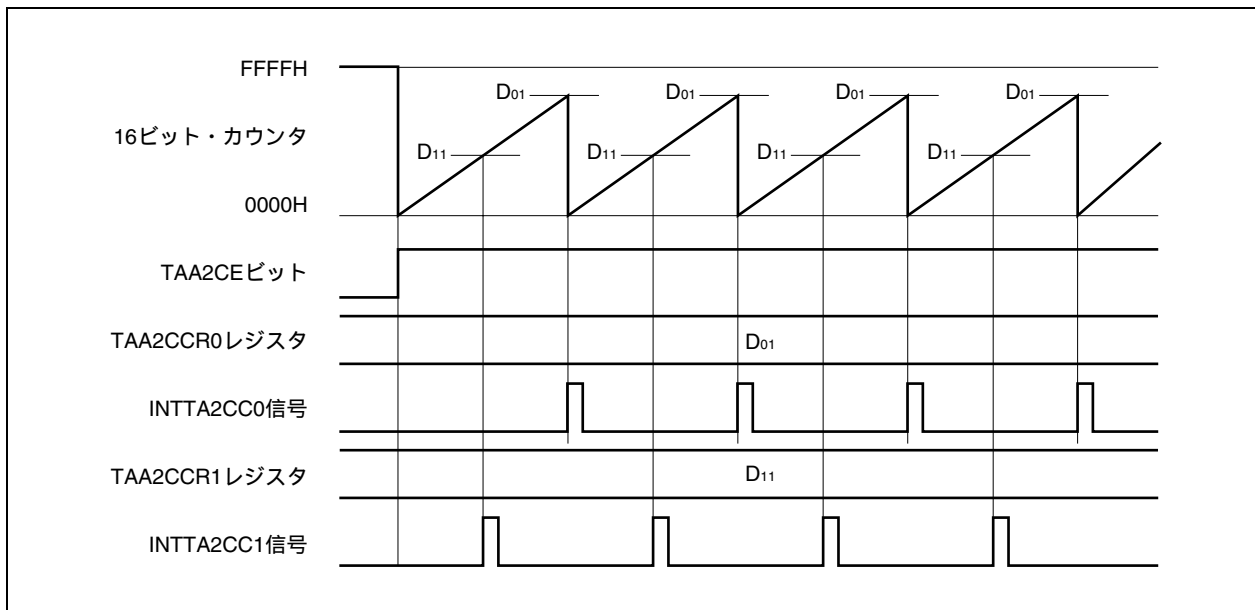 FFFFH
D01 D01 D01 D01
16ビット・カウンタ
D11 D11 D11 D11
0000H
TAA2CEビット
TAA2CCR0レジスタ D01
INTTA2CC0信号
TAA2CCR1レジスタ D11
INTTA2CC1信号